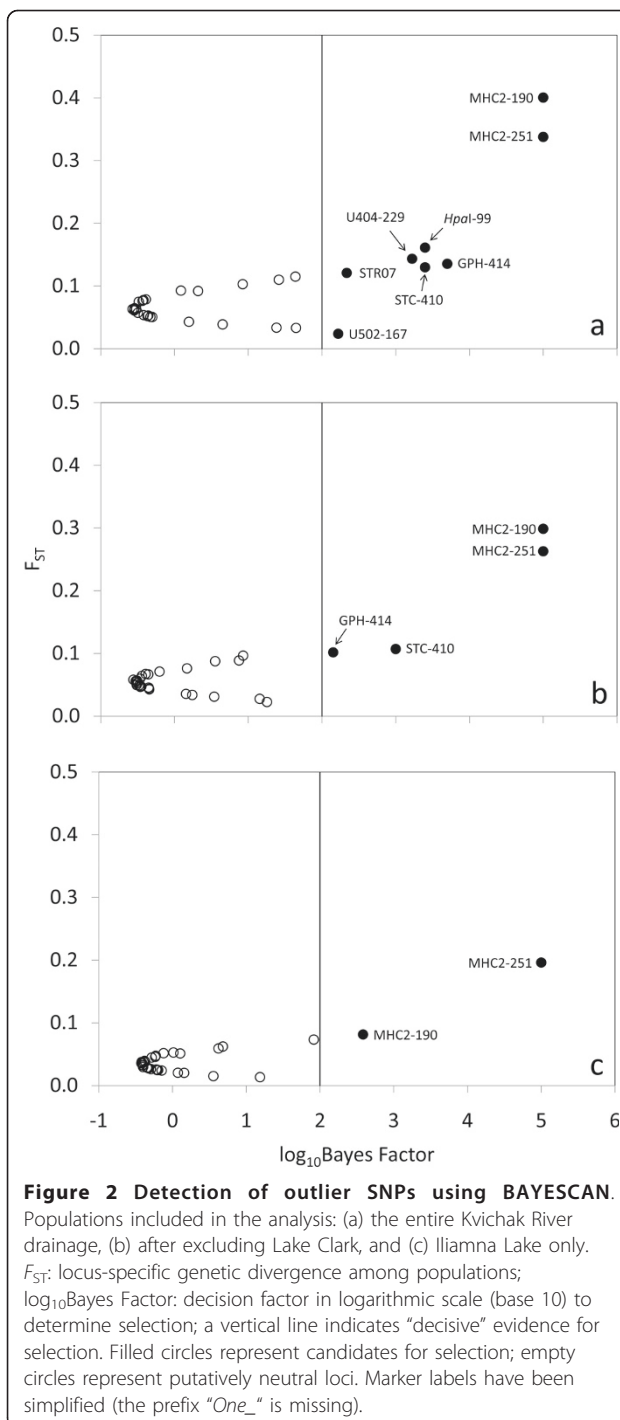 0.5
0.4
0.3
0.2
0.1
0.0
MHC2-190
MHC2-251
U404-229
HpaI-99
GPH-414
STR07
STC-410
U502-167
a
0.5
0.4
0.3
0.2
0.1
0.0
F_ST
MHC2-190
MHC2-251
GPH-414
STC-410
b
0.5
0.4
0.3
0.2
0.1
0.0
MHC2-251
MHC2-190
c
-1 0 1 2 3 4 5 6
log₁₀Bayes Factor
Figure 2 Detection of outlier SNPs using BAYESCAN.
Populations included in the analysis: (a) the entire Kvichak River
drainage, (b) after excluding Lake Clark, and (c) Iliamna Lake only.
F_ST: locus-specific genetic divergence among populations;
log₁₀Bayes Factor: decision factor in logarithmic scale (base 10) to
determine selection; a vertical line indicates “decisive” evidence for
selection. Filled circles represent candidates for selection; empty
circles represent putatively neutral loci. Marker labels have been
simplified (the prefix “One_“ is missing).